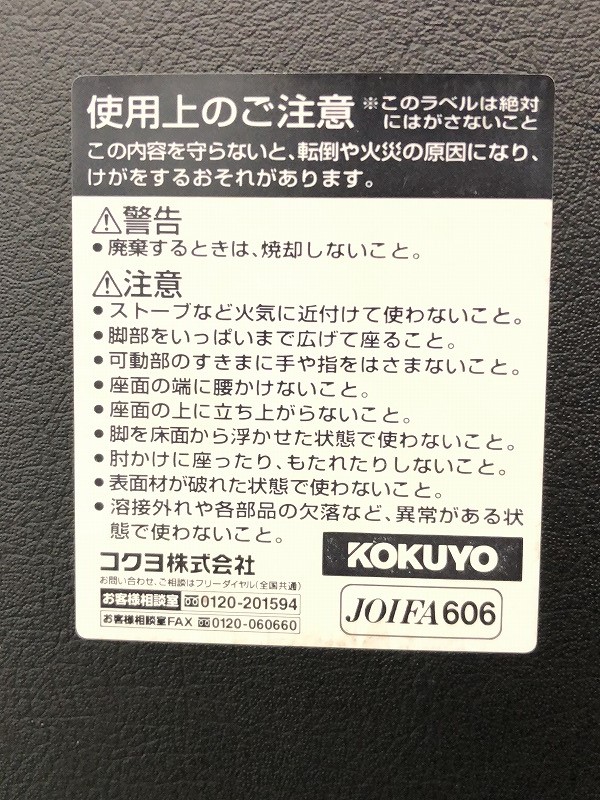 使用上のご注意 ※このラベルは絶対
にはがさないこと
この内容を守らないと、転倒や火災の原因になり、
けがをするおそれがあります。
⚠警告
●廃棄するときは、焼却しないこと。
⚠注意
●ストーブなど火気に近付けて使わないこと。
●脚部をいっぱいまで広げて座ること。
●可動部のすきまに手や指をはさまないこと。
●座面の端に腰かけないこと。
●座面の上に立ち上がらないこと。
●脚を床面から浮かせた状態で使わないこと。
●肘かけに座ったり、もたれたりしないこと。
●表面材が破れた状態で使わないこと。
●溶接外れや各部品の欠落など、異常がある状
態で使わないこと。
コクヨ株式会社
お問い合わせ、ご相談はフリーダイヤル(全国共通)
お客様相談室 0120-201594
お客様相談室FAX 0120-060660
KOKUYO
JOIFA606